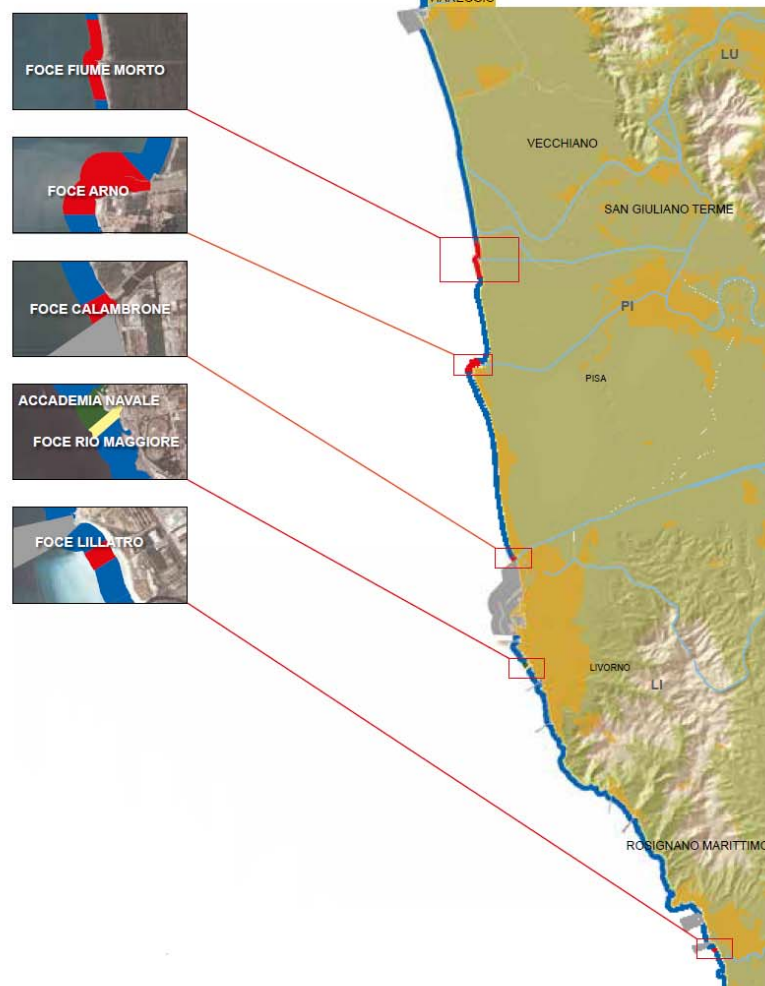 FOCE FIUME MORTO
FOCE ARNO
FOCE CALAMBRONE
ACCADEMIA NAVALE
FOCE RIO MAGGIORE
FOCE LILLATRO
VIAREGGIO
LU
VECCHIANO
SAN GIULIANO TERME
PI
PISA
LIVORNO
LI
ROSIGNANO MARITTIMO